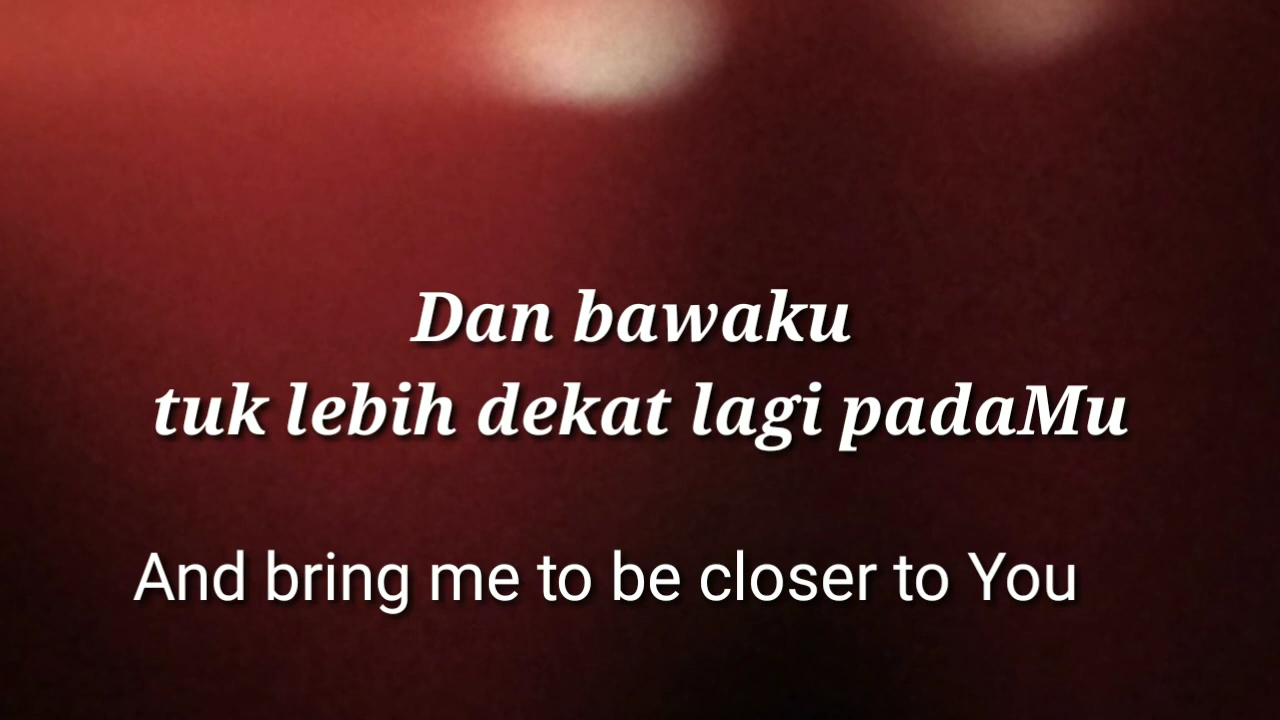 Dan bawaku
tuk lebih dekat lagi padaMu
And bring me to be closer to You